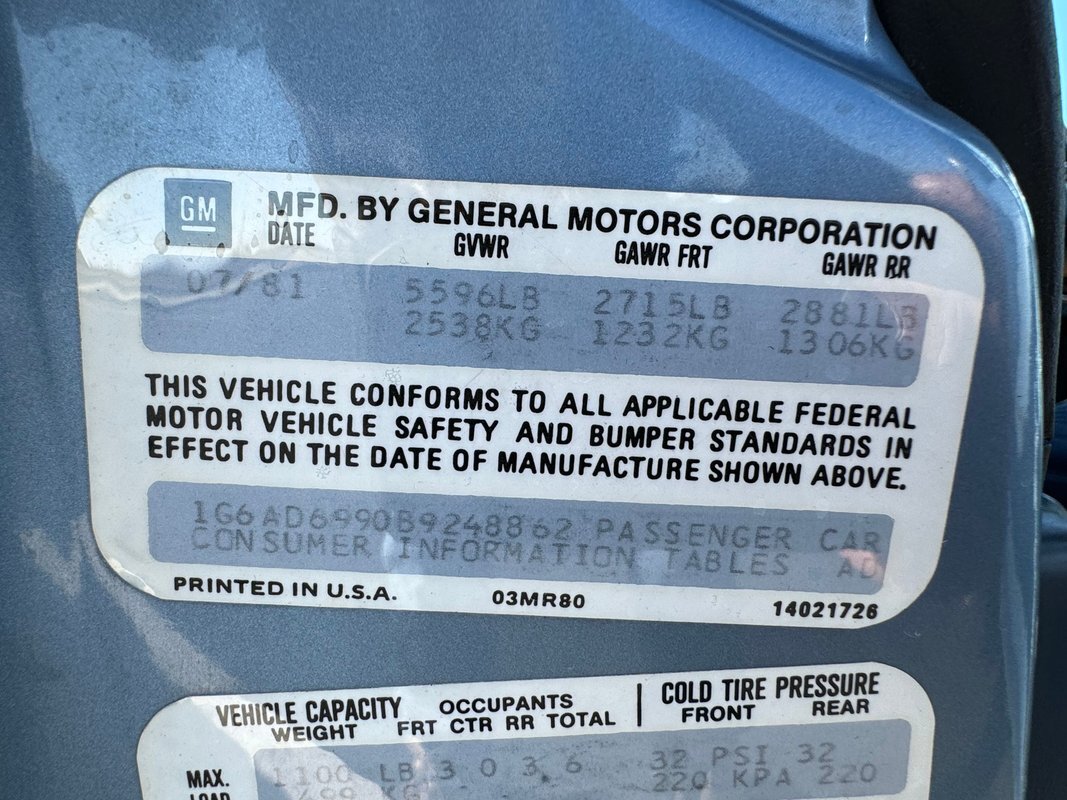 GM MFD. BY GENERAL MOTORS CORPORATION
DATE GVWR GAWR FRT GAWR RR
07/81 5596LB 2715LB 2881LB
2538KG 1232KG 1306KG
THIS VEHICLE CONFORMS TO ALL APPLICABLE FEDERAL
MOTOR VEHICLE SAFETY AND BUMPER STANDARDS IN
EFFECT ON THE DATE OF MANUFACTURE SHOWN ABOVE.
1G6AD6990B9248862 PASSENGER CAR
CONSUMER INFORMATION TABLES AD
PRINTED IN U.S.A. 03MR80 14021726
VEHICLE CAPACITY OCCUPANTS COLD TIRE PRESSURE
WEIGHT FRT CTR RR TOTAL FRONT REAR
MAX. 1100 LB 3 0 3 6 32 PSI 32
LOAD 499 KG 220 KPA 220